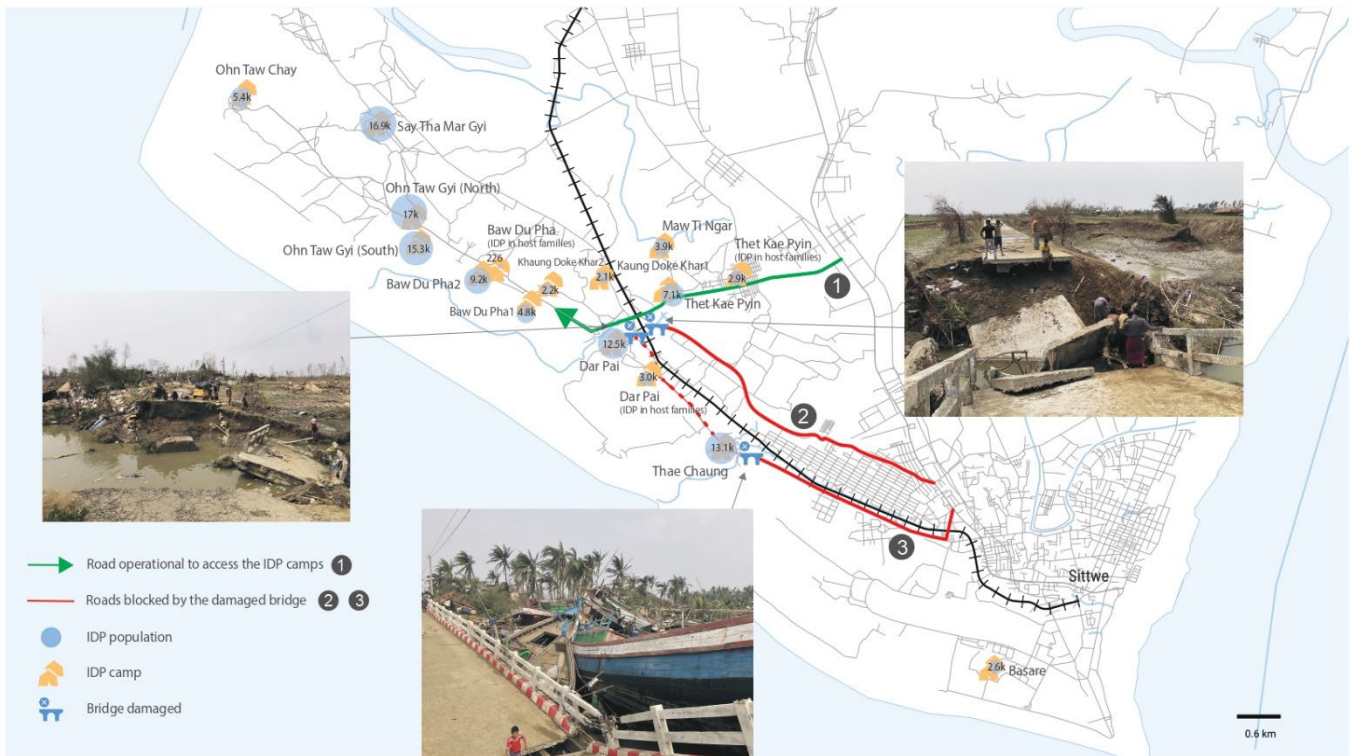 Ohn Taw Chay
5.4k
16.9k
Say Tha Mar Gyi
Ohn Taw Gyi (North)
17k
Ohn Taw Gyi (South)
15.3k
Baw Du Pha
(IDP in host families)
226
Baw Du Pha2
9.2k
Khaung Doke Khar2
2.2k
Baw Du Pha1
4.8k
Maw Ti Ngar
3.9k
Kaung Doke Khar1
2.1k
Thet Kae Pyin
(IDP in host families)
2.9k
7.1k
Thet Kae Pyin
1
12.5k
Dar Pai
3.0k
Dar Pai
(IDP in host families)
2
13.1k
Thae Chaung
3
Sittwe
2.6k
Basare
Road operational to access the IDP camps 1
Roads blocked by the damaged bridge 2 3
IDP population
IDP camp
Bridge damaged
0.6 km